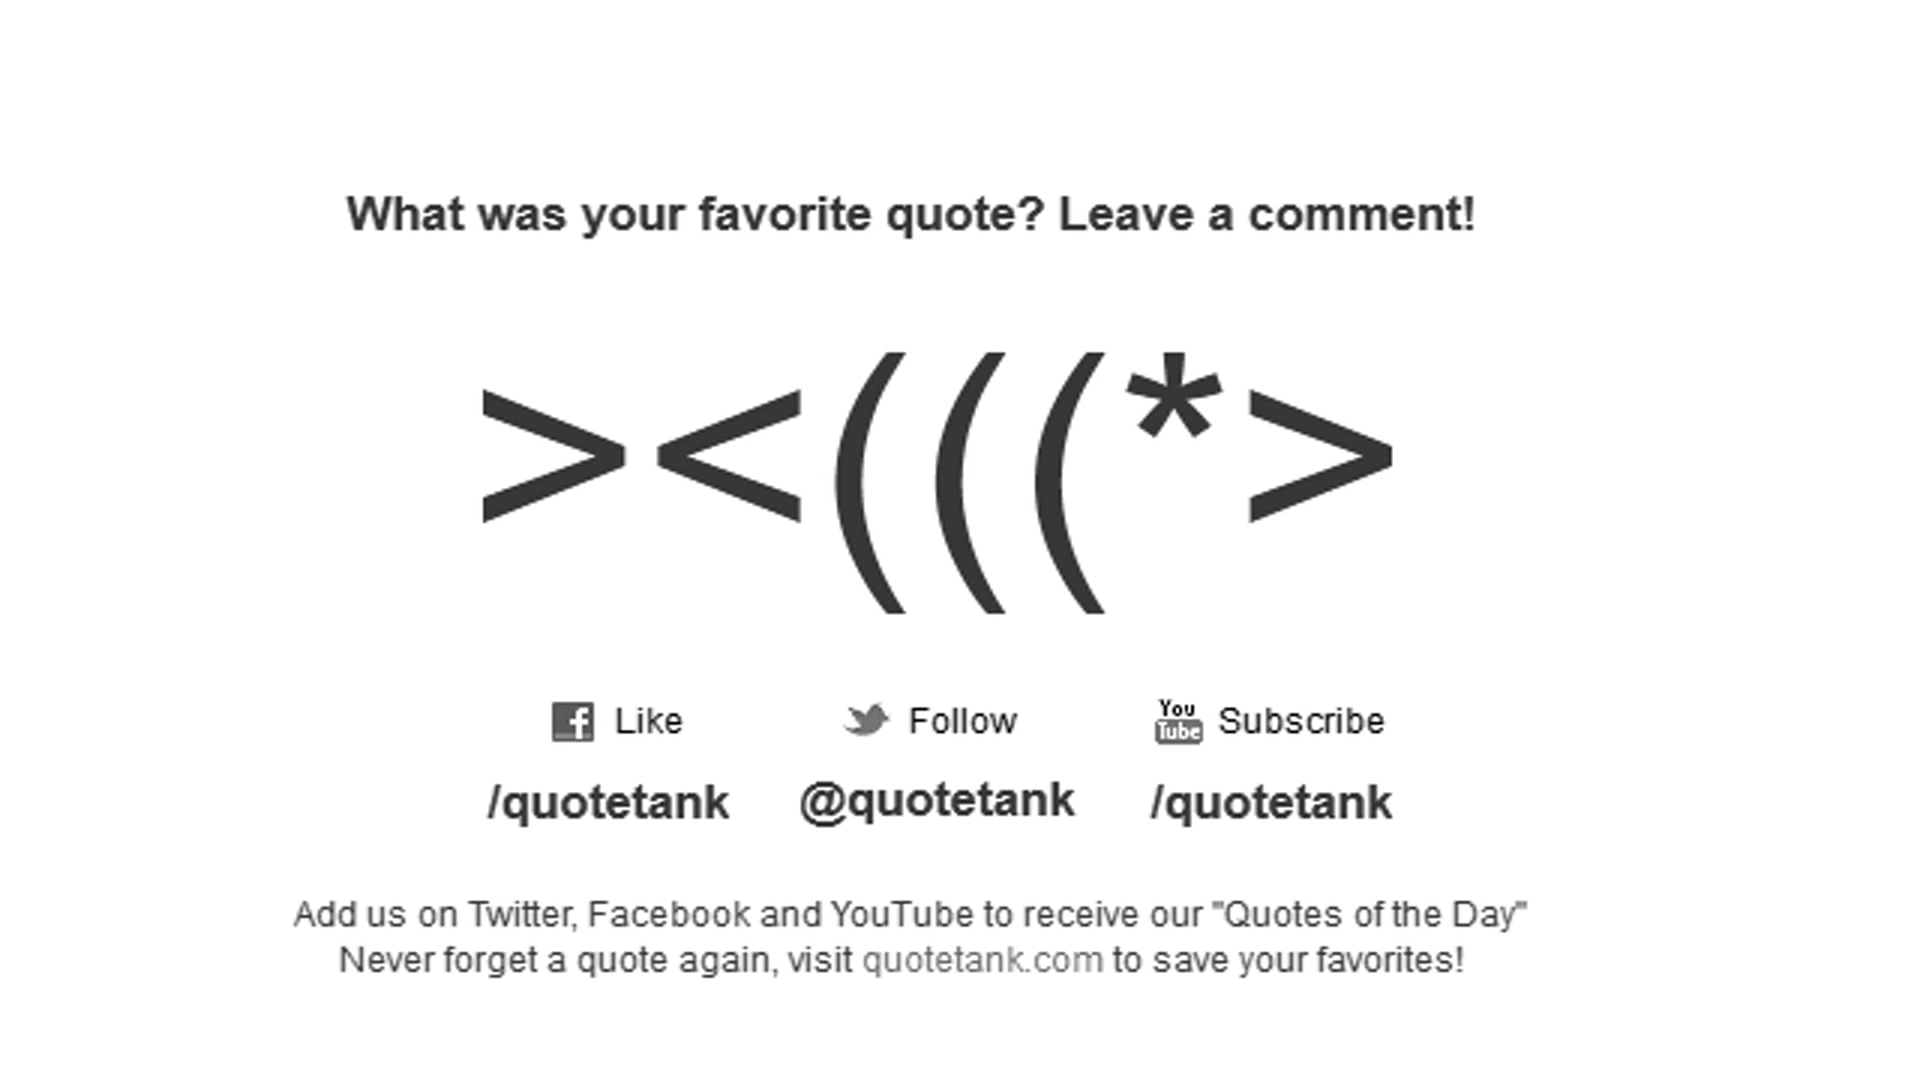 What was your favorite quote? Leave a comment!
><(((*>
f Like Follow You Tube Subscribe
/quotetank @quotetank /quotetank
Add us on Twitter, Facebook and YouTube to receive our "Quotes of the Day"
Never forget a quote again, visit quotetank.com to save your favorites!